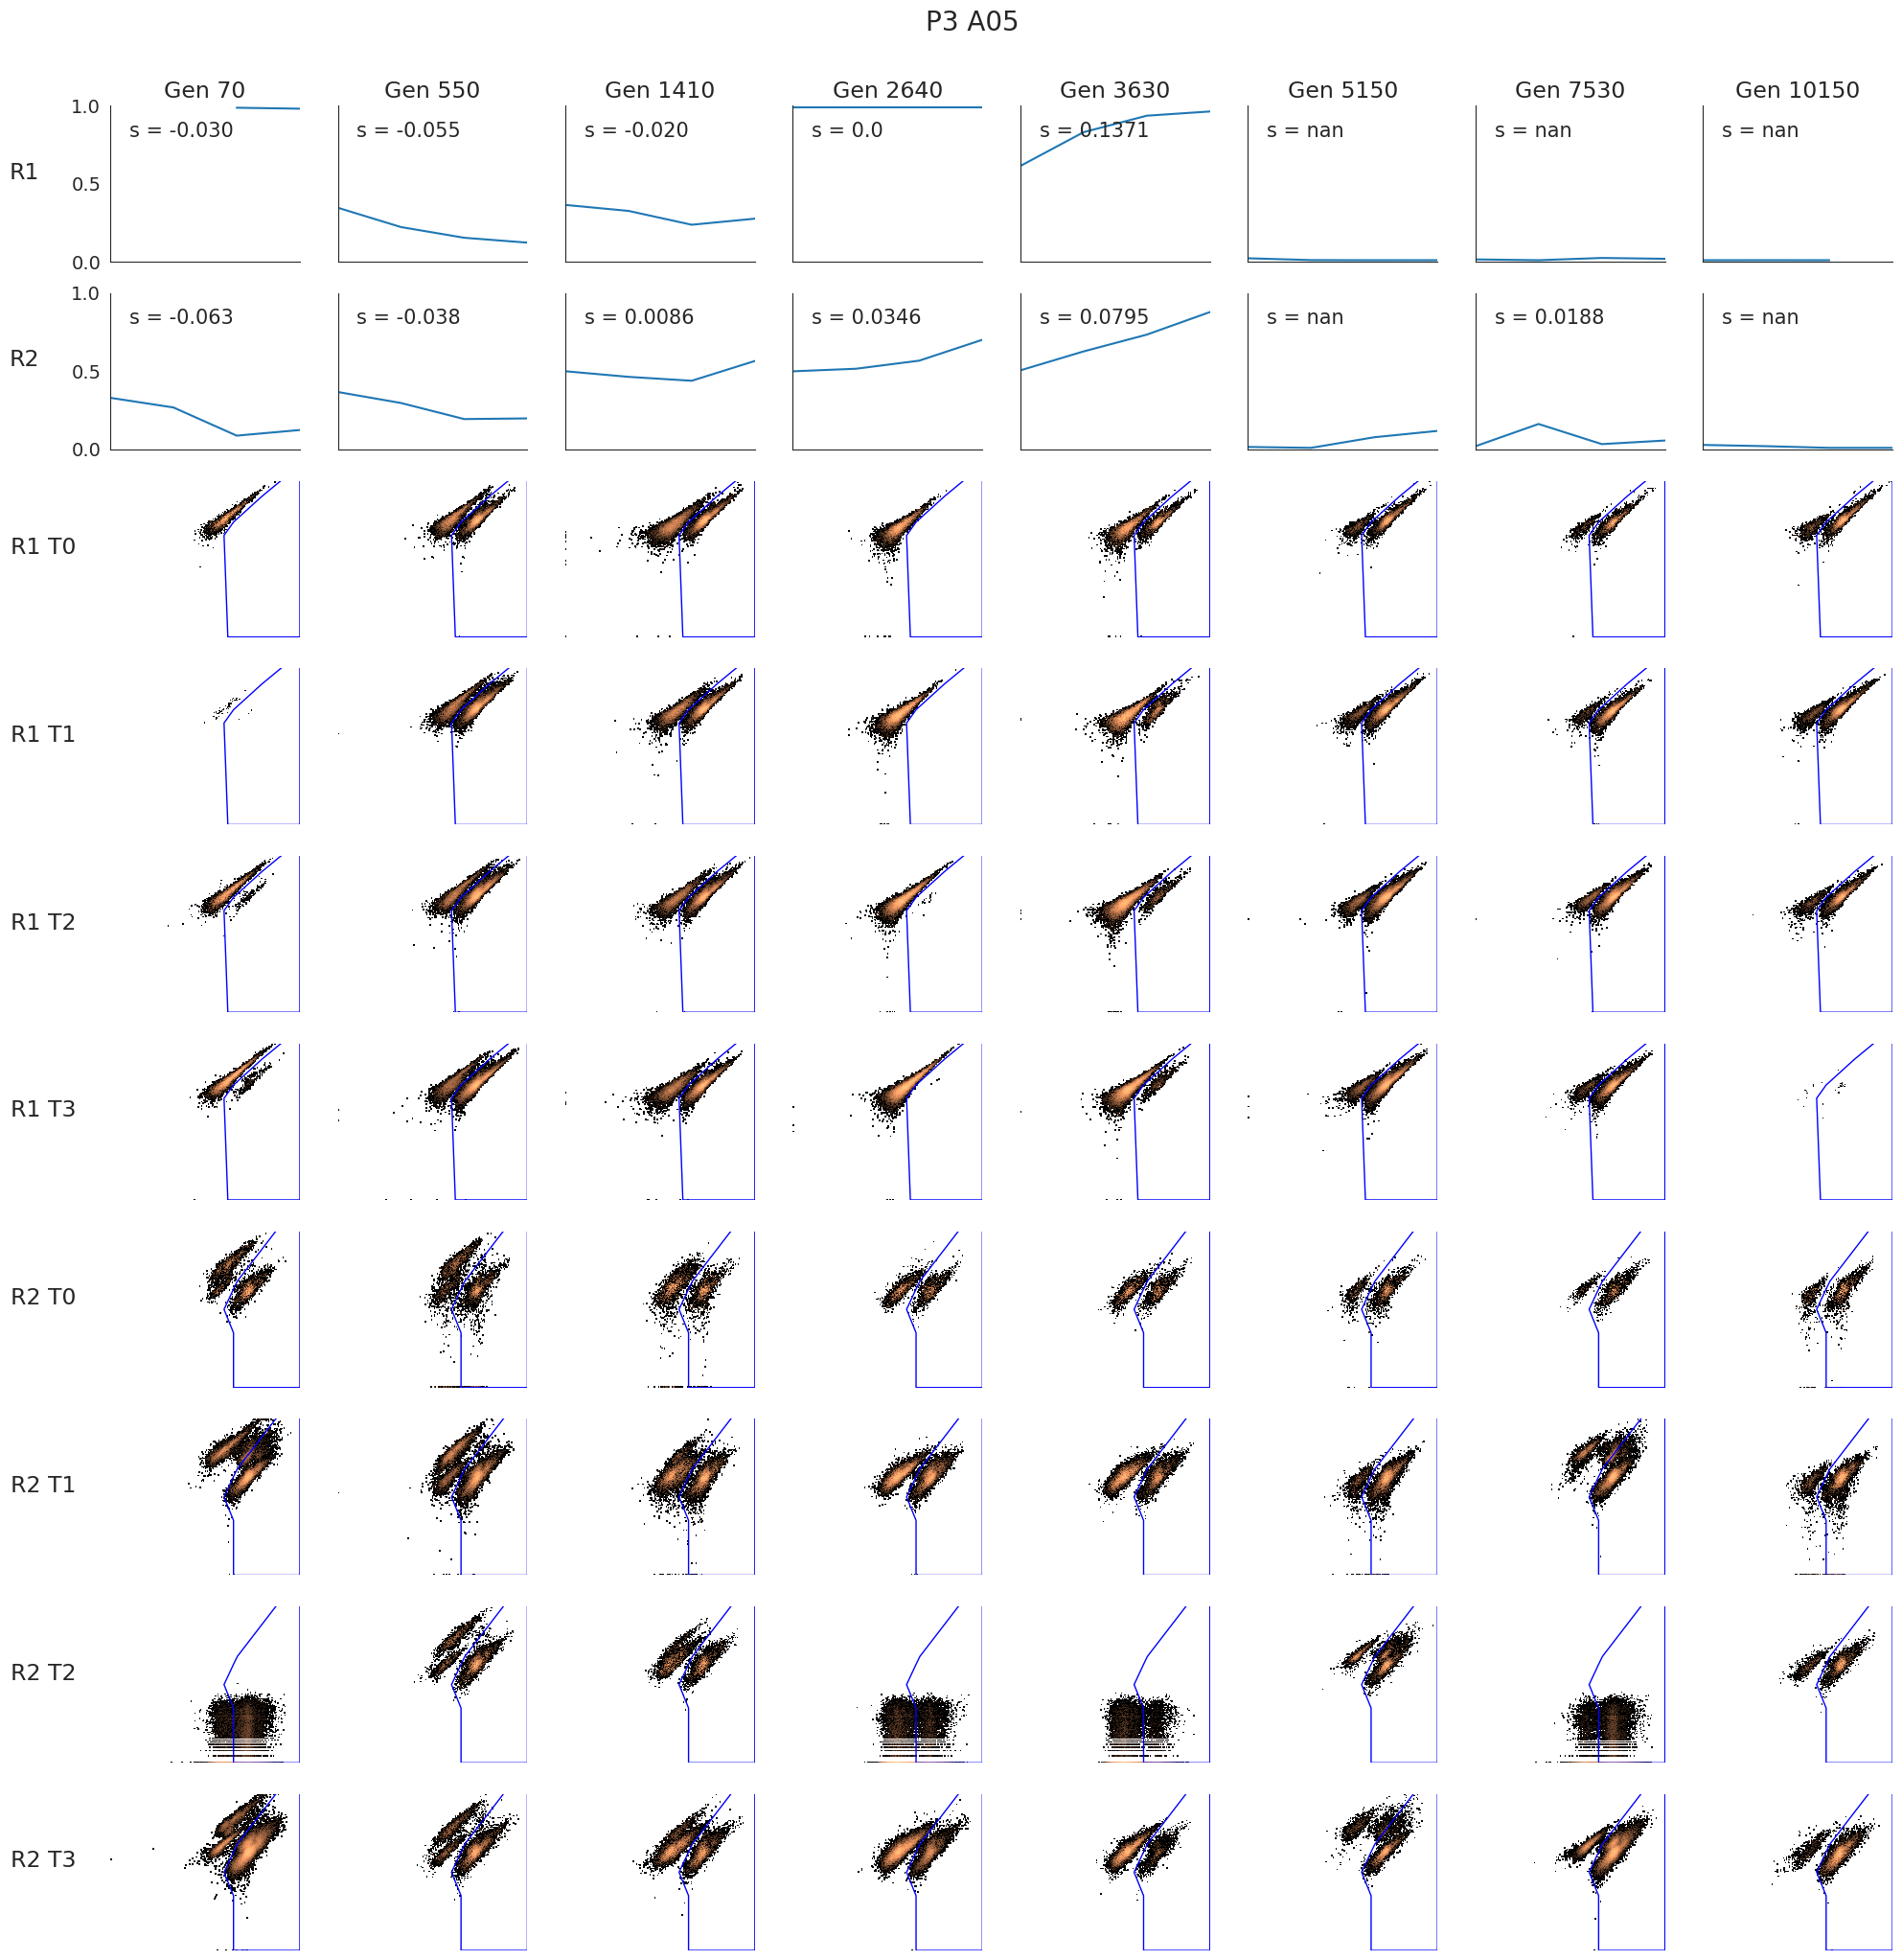 P3 A05
Gen 70 Gen 550 Gen 1410 Gen 2640 Gen 3630 Gen 5150 Gen 7530 Gen 10150
1.0
s = -0.030 s = -0.055 s = -0.020 s = 0.0 s = 0.1371 s = nan s = nan s = nan
R1
0.5
0.0
1.0
s = -0.063 s = -0.038 s = 0.0086 s = 0.0346 s = 0.0795 s = nan s = 0.0188 s = nan
R2
0.5
0.0
R1 T0
R1 T1
R1 T2
R1 T3
R2 T0
R2 T1
R2 T2
R2 T3